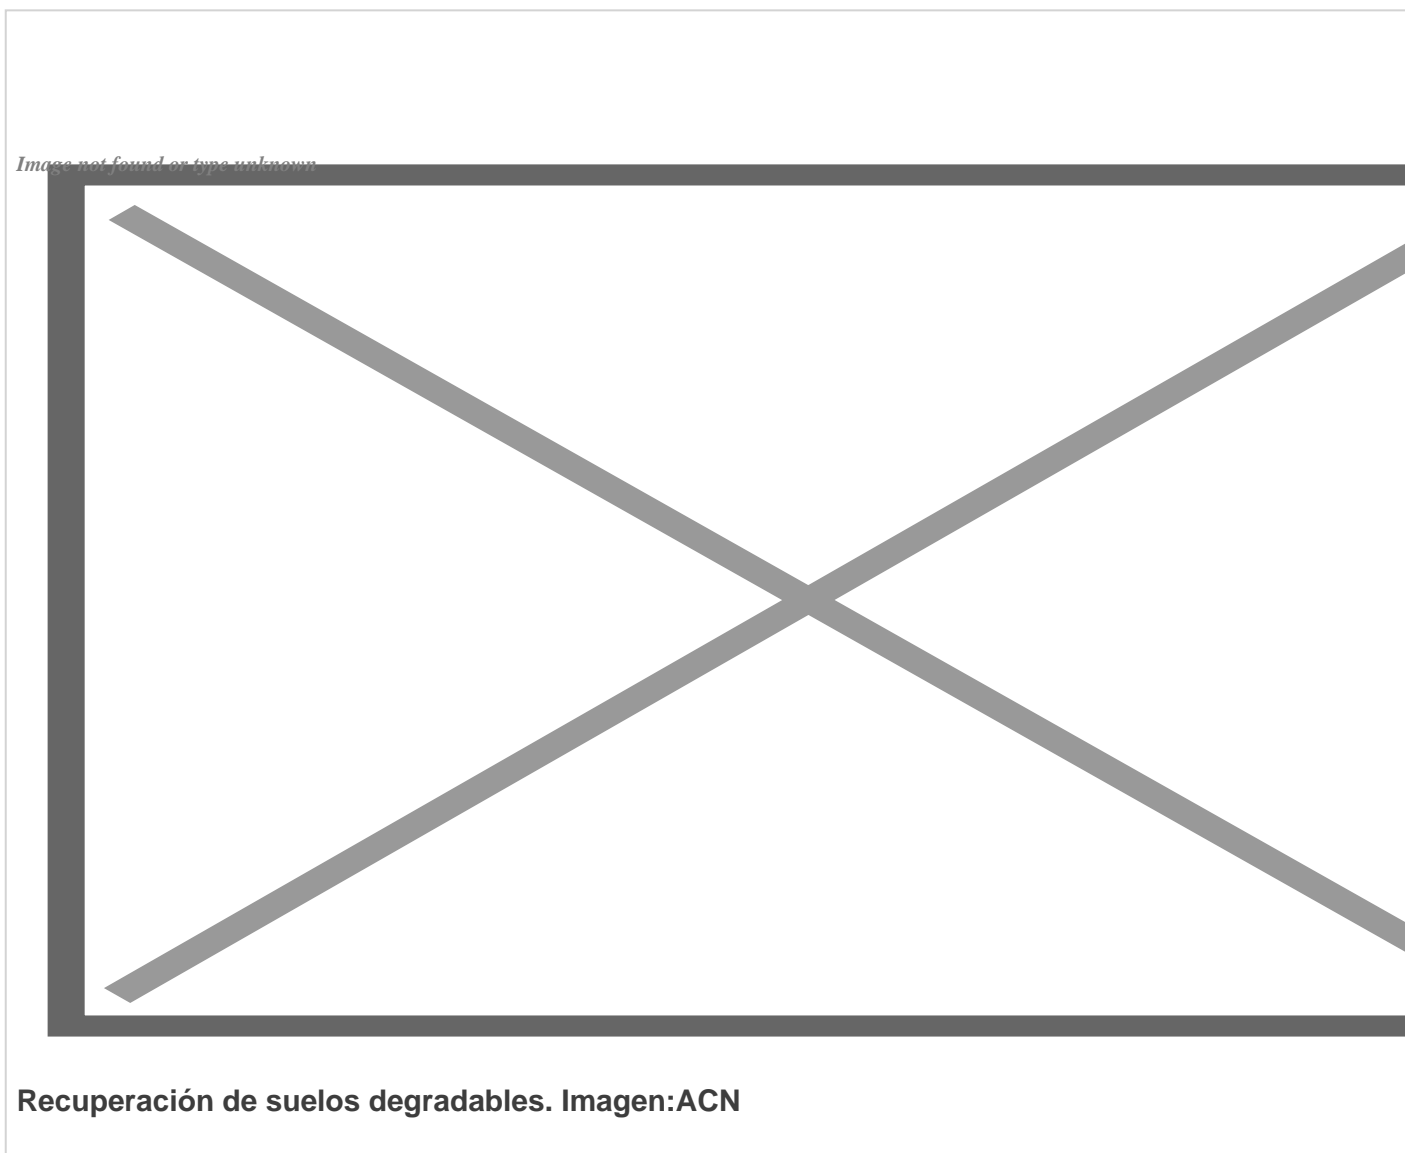 Image not found or type unknown
Recuperación de suelos degradables. Imagen:ACN